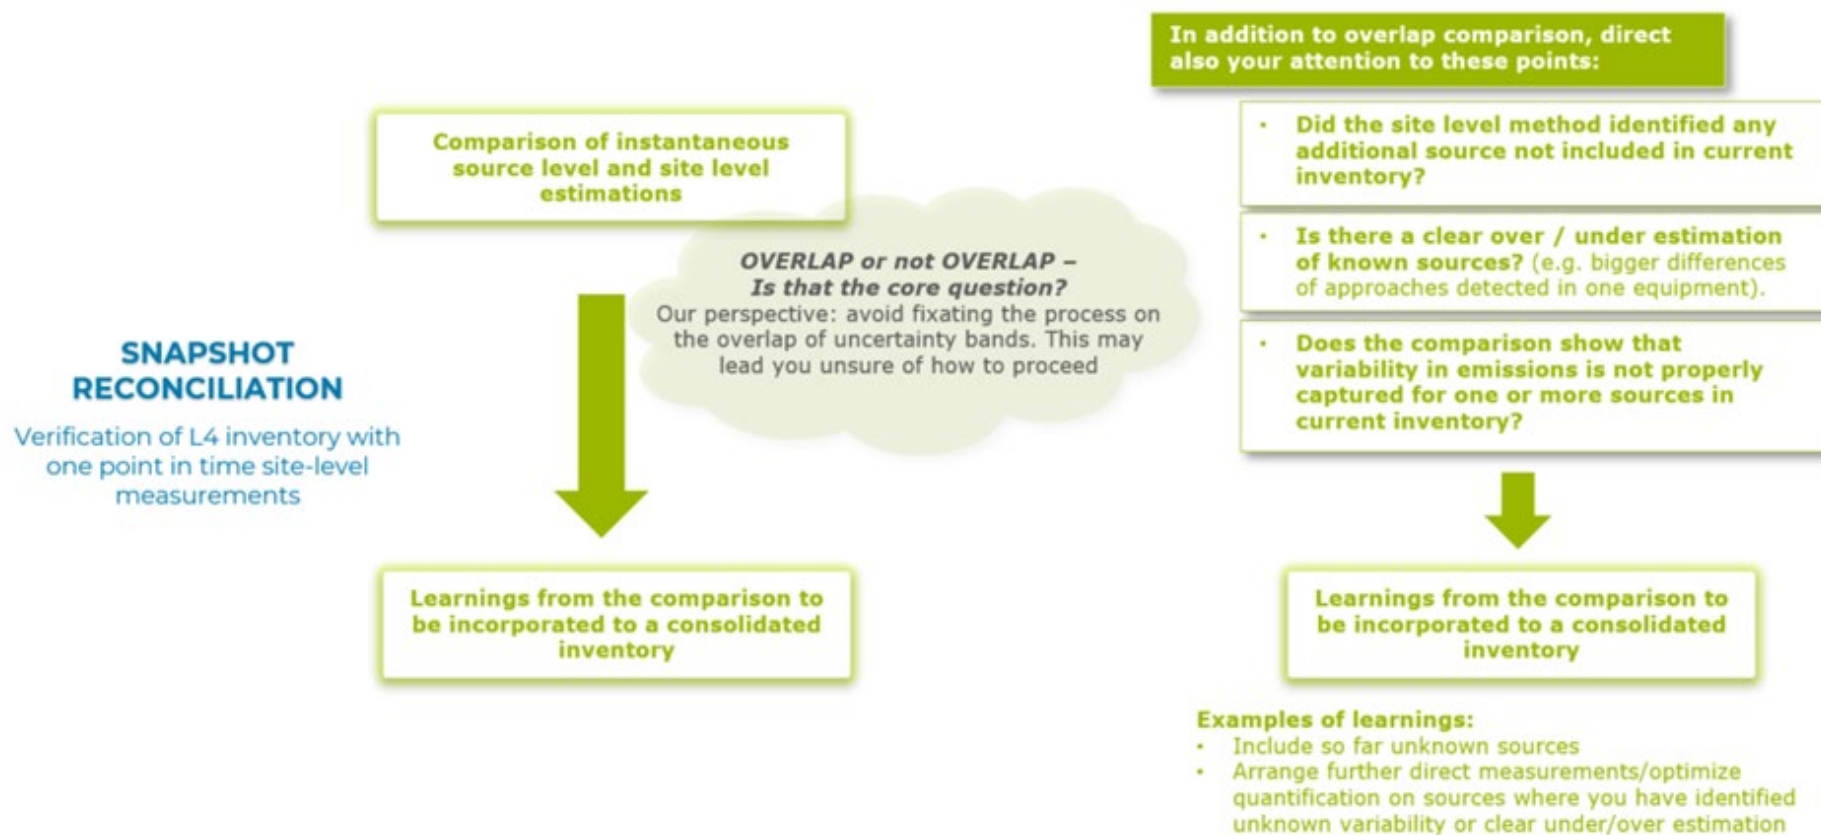 SNAPSHOT
RECONCILIATION
Verification of L4 inventory with
one point in time site-level
measurements
Comparison of instantaneous
source level and site level
estimations
OVERLAP or not OVERLAP –
Is that the core question?
Our perspective: avoid fixating the process on
the overlap of uncertainty bands. This may
lead you unsure of how to proceed
Learnings from the comparison to
be incorporated to a consolidated
inventory
In addition to overlap comparison, direct
also your attention to these points:
• Did the site level method identified any
additional source not included in current
inventory?
• Is there a clear over / under estimation
of known sources? (e.g. bigger differences
of approaches detected in one equipment).
• Does the comparison show that
variability in emissions is not properly
captured for one or more sources in
current inventory?
Learnings from the comparison to
be incorporated to a consolidated
inventory
Examples of learnings:
• Include so far unknown sources
• Arrange further direct measurements/optimize
quantification on sources where you have identified
unknown variability or clear under/over estimation